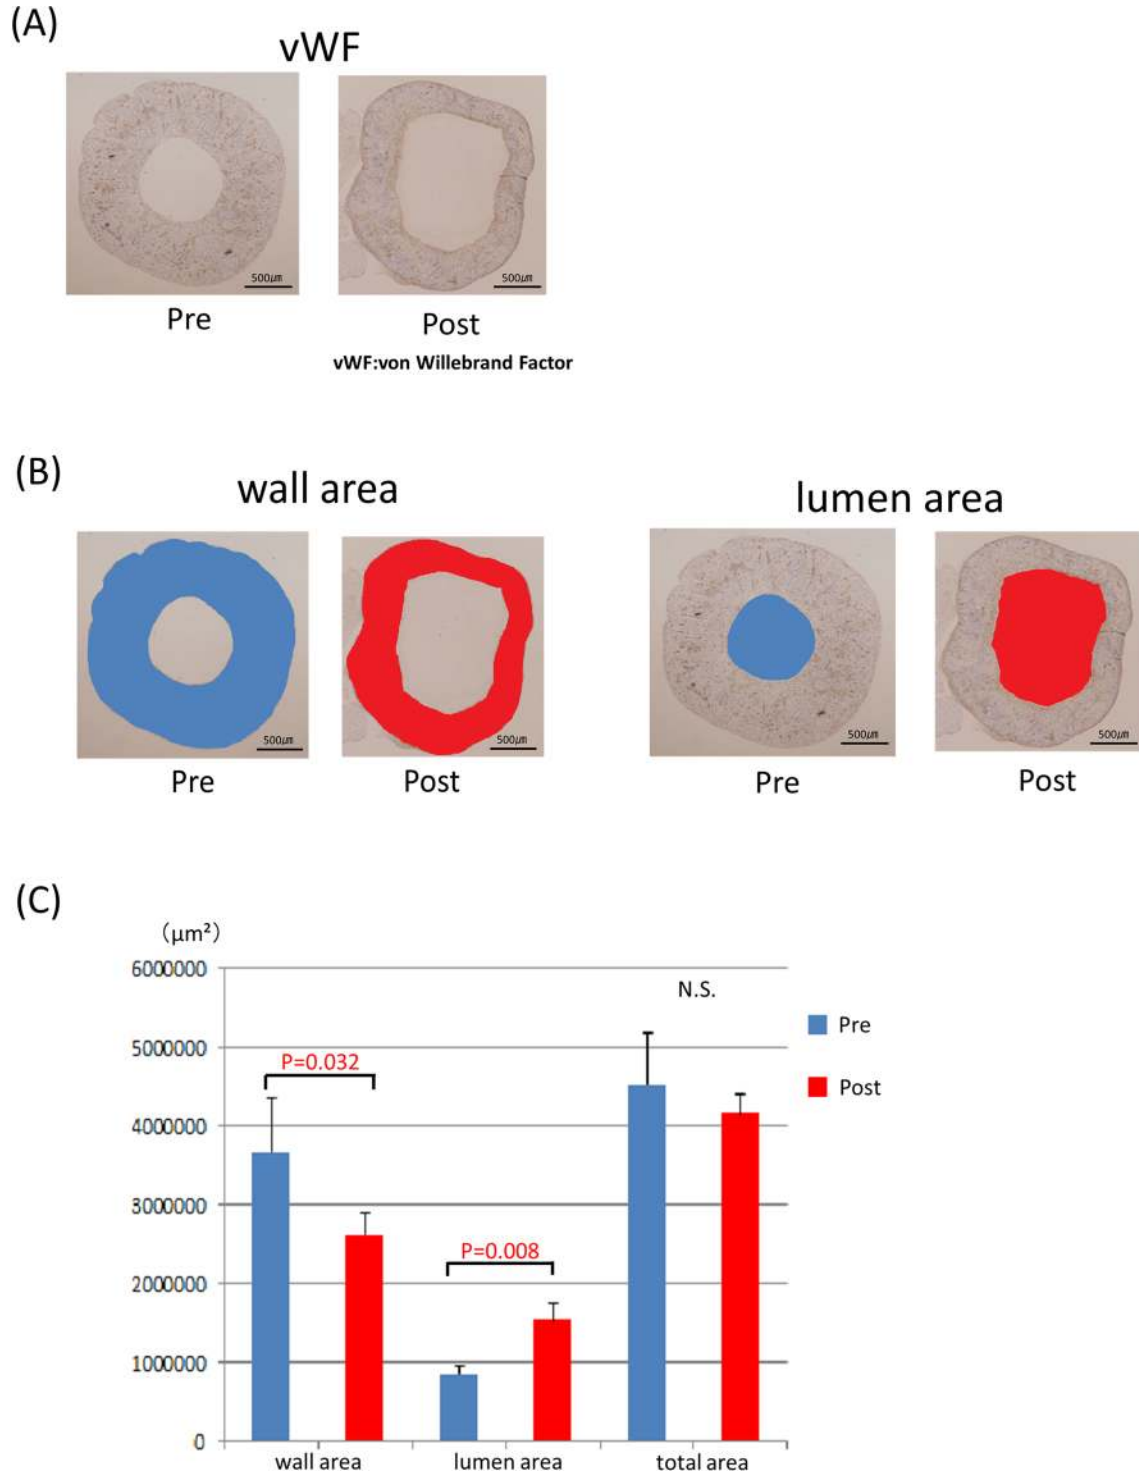 (A)
vWF
500μm
500μm
Pre
Post
vWF:von Willebrand Factor
(B)
wall area
lumen area
500μm
500μm
500μm
500μm
Pre
Post
Pre
Post
(C)
(μm²)
6000000
5000000
4000000
3000000
2000000
1000000
0
P=0.032
P=0.008
N.S.
Pre
Post
wall area
lumen area
total area